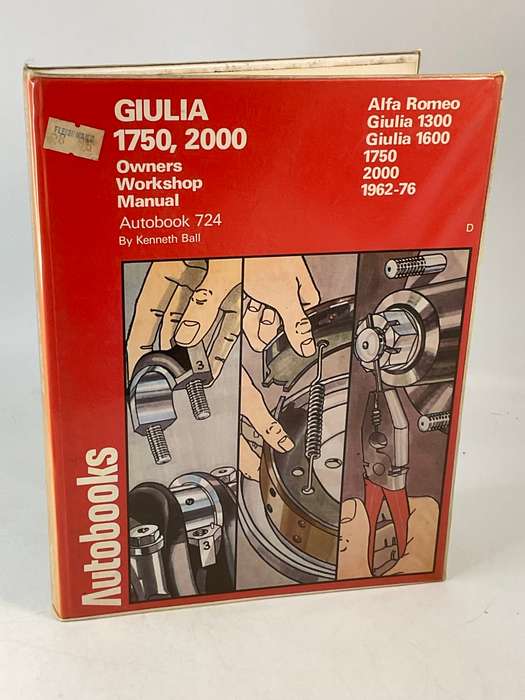 GIULIA
1750, 2000
Owners
Workshop
Manual
Autobook 724
By Kenneth Ball
Alfa Romeo
Giulia 1300
Giulia 1600
1750
2000
1962-76
D
3
3
Autobooks